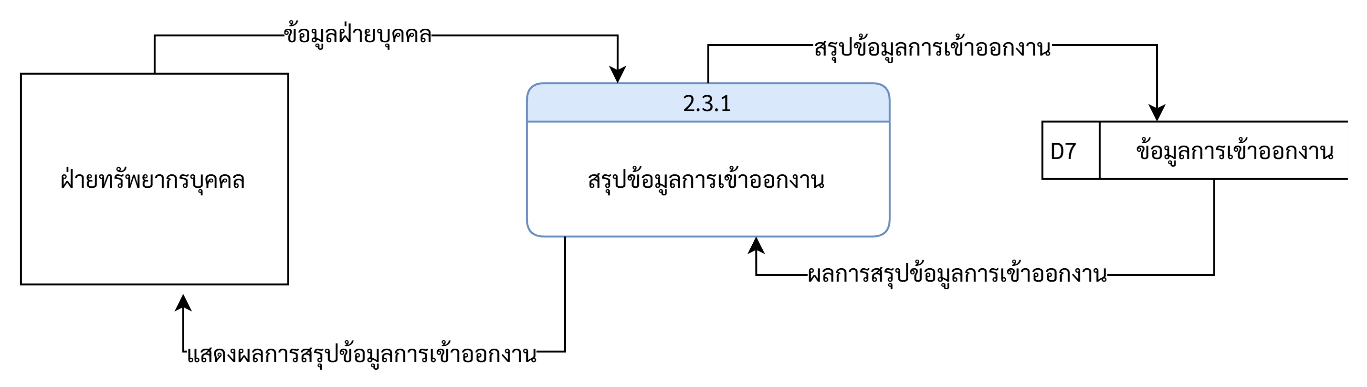 ข้อมูลฝ่ายบุคคล
สรุปข้อมูลการเข้าออกงาน
2.3.1
D7
ข้อมูลการเข้าออกงาน
ฝ่ายทรัพยากรบุคคล
สรุปข้อมูลการเข้าออกงาน
ผลการสรุปข้อมูลการเข้าออกงาน
แสดงผลการสรุปข้อมูลการเข้าออกงาน